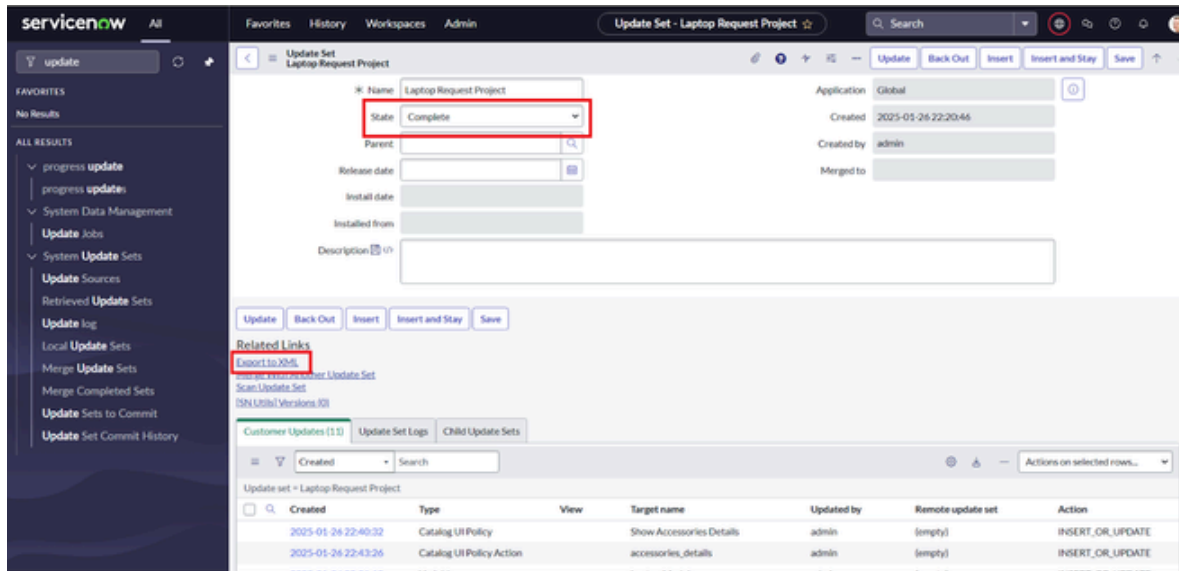 servicenow All Favorites History Workspaces Admin Update Set - Laptop Request Project Search
update
FAVORITES
No Results
ALL RESULTS
progress update
progress updates
System Data Management
Update Jobs
System Update Sets
Update Sources
Retrieved Update Sets
Update log
Local Update Sets
Merge Update Sets
Merge Completed Sets
Update Sets to Commit
Update Set Commit History
Update Set
Laptop Request Project
Update Back Out Insert Insert and Stay Save
Name Laptop Request Project
Application Global
State Complete
Created 2025-01-26 22:20:46
Parent
Created by admin
Release date
Merged to
Install date
Installed from
Description
Update Back Out Insert Insert and Stay Save
Related Links
Export to XML
Merge With Another Update Set
Scan Update Set
[SN Utils] Versions (0)
Customer Updates (11) Update Set Logs Child Update Sets
Created Search Actions on selected rows...
Update set = Laptop Request Project
Created Type View Target name Updated by Remote update set Action
2025-01-26 22:40:32 Catalog UI Policy Show Accessories Details admin (empty) INSERT_OR_UPDATE
2025-01-26 22:43:26 Catalog UI Policy Action accessories_details admin (empty) INSERT_OR_UPDATE